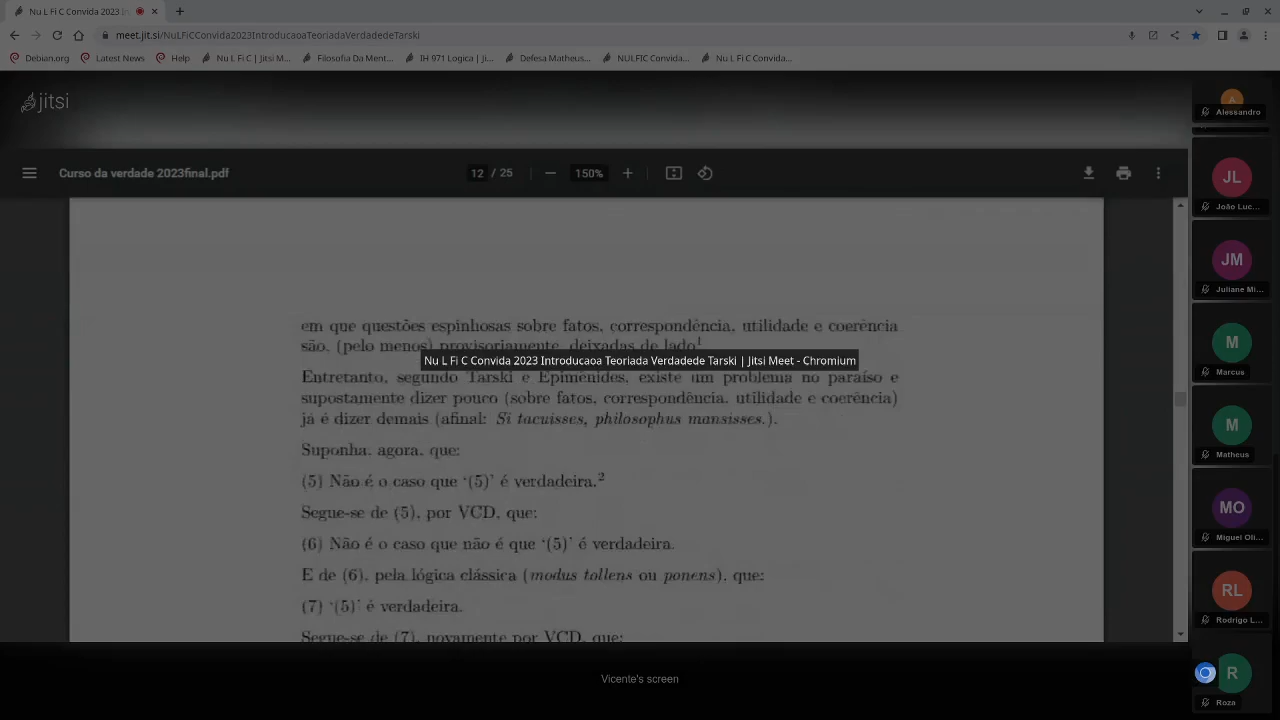 Nu L Fi C Convida 2023 In
meet.jit.si/NuLFiCConvida2023IntroducaoaTeoriadaVerdadedeTarski
Debian.org Latest News Help Nu L Fi C | Jitsi M... Filosofia Da Ment... IH 971 Logica | Ji... Defesa Matheus... NULFIC Convida... Nu L Fi C Convida...
jitsi
Curso da verdade 2023final.pdf 12 / 25 150%
em que questões espinhosas sobre fatos, correspondência, utilidade e coerência
são, (pelo menos) provisoriamente, deixadas de lado¹
Nu L Fi C Convida 2023 Introducaoa Teoriada Verdadede Tarski | Jitsi Meet - Chromium
Entretanto, segundo Tarski e Epimênides, existe um problema no paraíso e
supostamente dizer pouco (sobre fatos, correspondência, utilidade e coerência)
já é dizer demais (afinal: Si tacuisses, philosophus mansisses.).
Suponha, agora, que:
(5) Não é o caso que ‘(5)’ é verdadeira.²
Segue-se de (5), por VCD, que:
(6) Não é o caso que não é que ‘(5)’ é verdadeira.
E de (6), pela lógica clássica (modus tollens ou ponens), que:
(7) ‘(5)’ é verdadeira.
Segue-se de (7), novamente por VCD, que:
Vicente's screen
A
Alessandro
JL
João Luc...
JM
Juliane Mi...
M
Marcus
M
Matheus
MO
Miguel Oli...
RL
Rodrigo L...
R
Roza